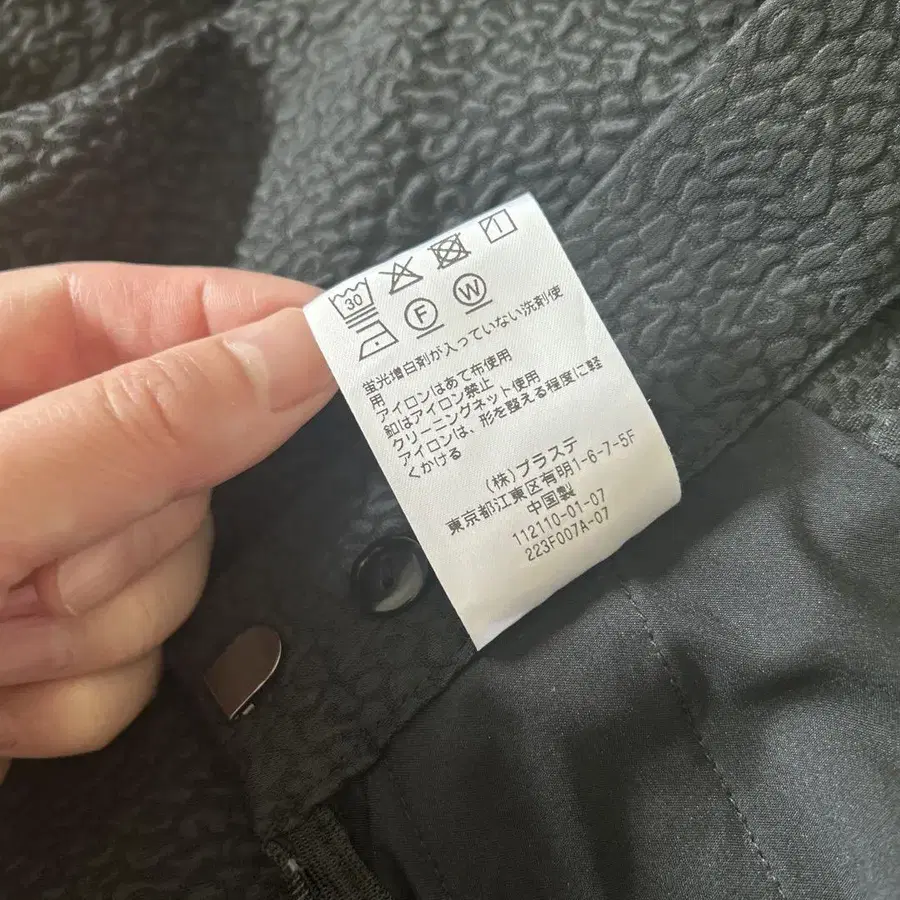 30
F W
蛍光増白剤が入っていない洗剤使
用
アイロンはあて布使用
釦はアイロン禁止
クリーニングネット使用
アイロンは、形を整える程度に軽
くかける
(株)プラステ
東京都江東区有明1-6-7-5F
中国製
112110-01-07
223F007A-07